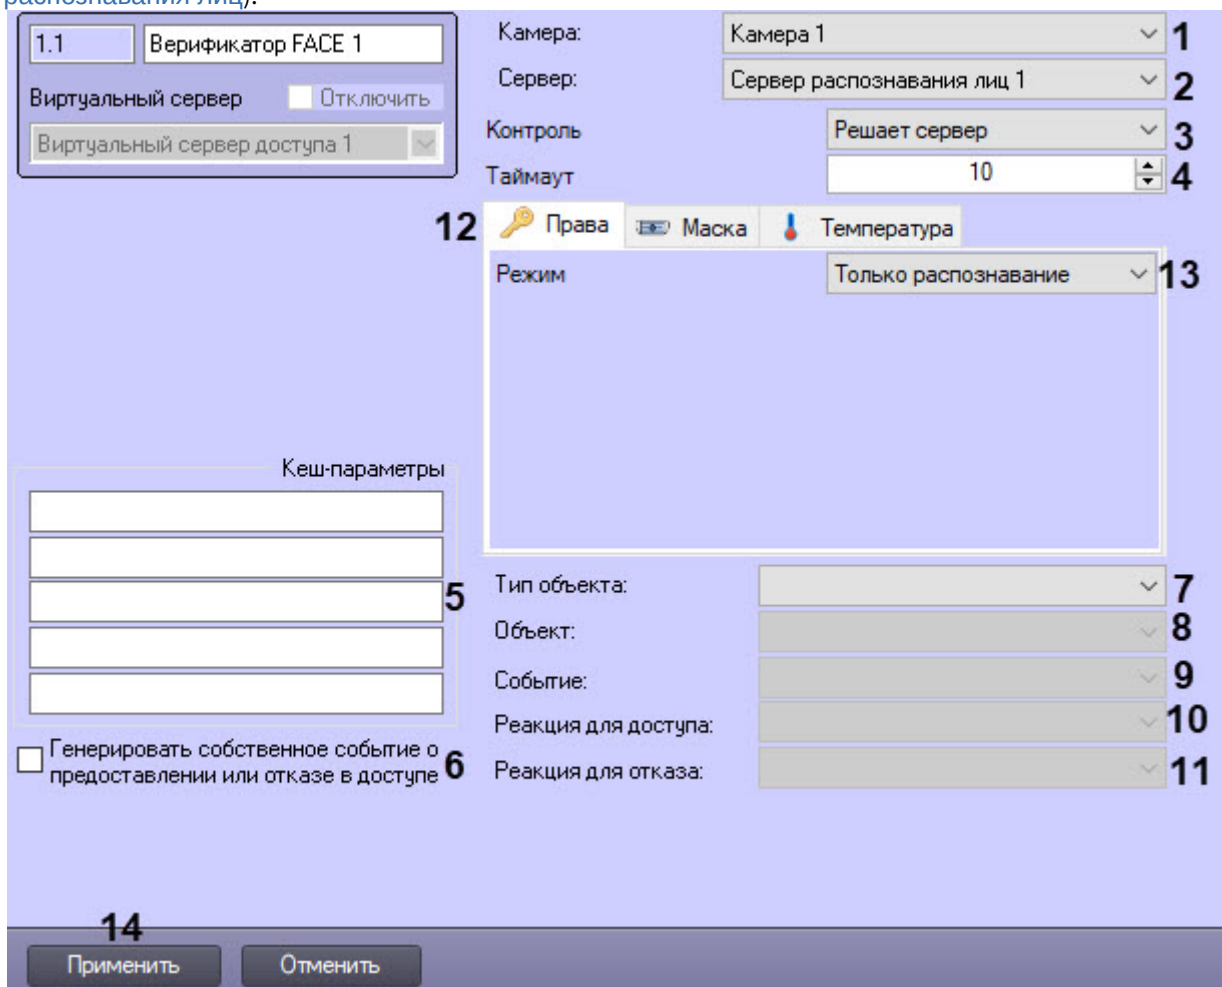 распознавания лиц).
1.1 Верификатор FACE 1
Виртуальный сервер Отключить
Виртуальный сервер доступа 1
Камера: Камера 1 1
Сервер: Сервер распознавания лиц 1 2
Контроль Решает сервер 3
Таймаут 10 4
12 Права Маска Температура
Режим Только распознавание 13
Кеш-параметры
5
Генерировать собственное событие о
предоставлении или отказе в доступе 6
Тип объекта: 7
Объект: 8
Событие: 9
Реакция для доступа: 10
Реакция для отказа: 11
14
Применить Отменить